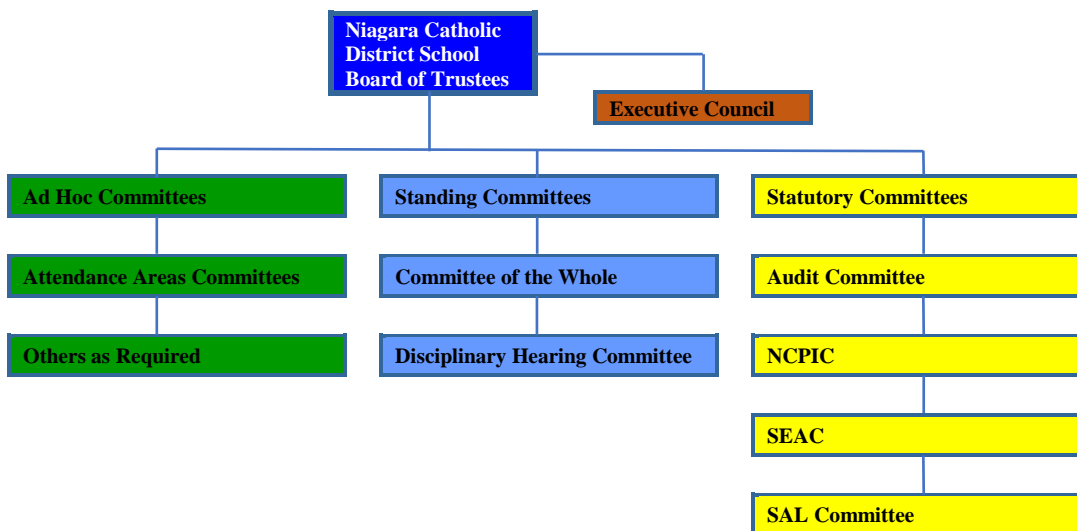 Niagara Catholic
District School
Board of Trustees
Executive Council
Ad Hoc Committees
Standing Committees
Statutory Committees
Attendance Areas Committees
Committee of the Whole
Audit Committee
Others as Required
Disciplinary Hearing Committee
NCPIC
SEAC
SAL Committee